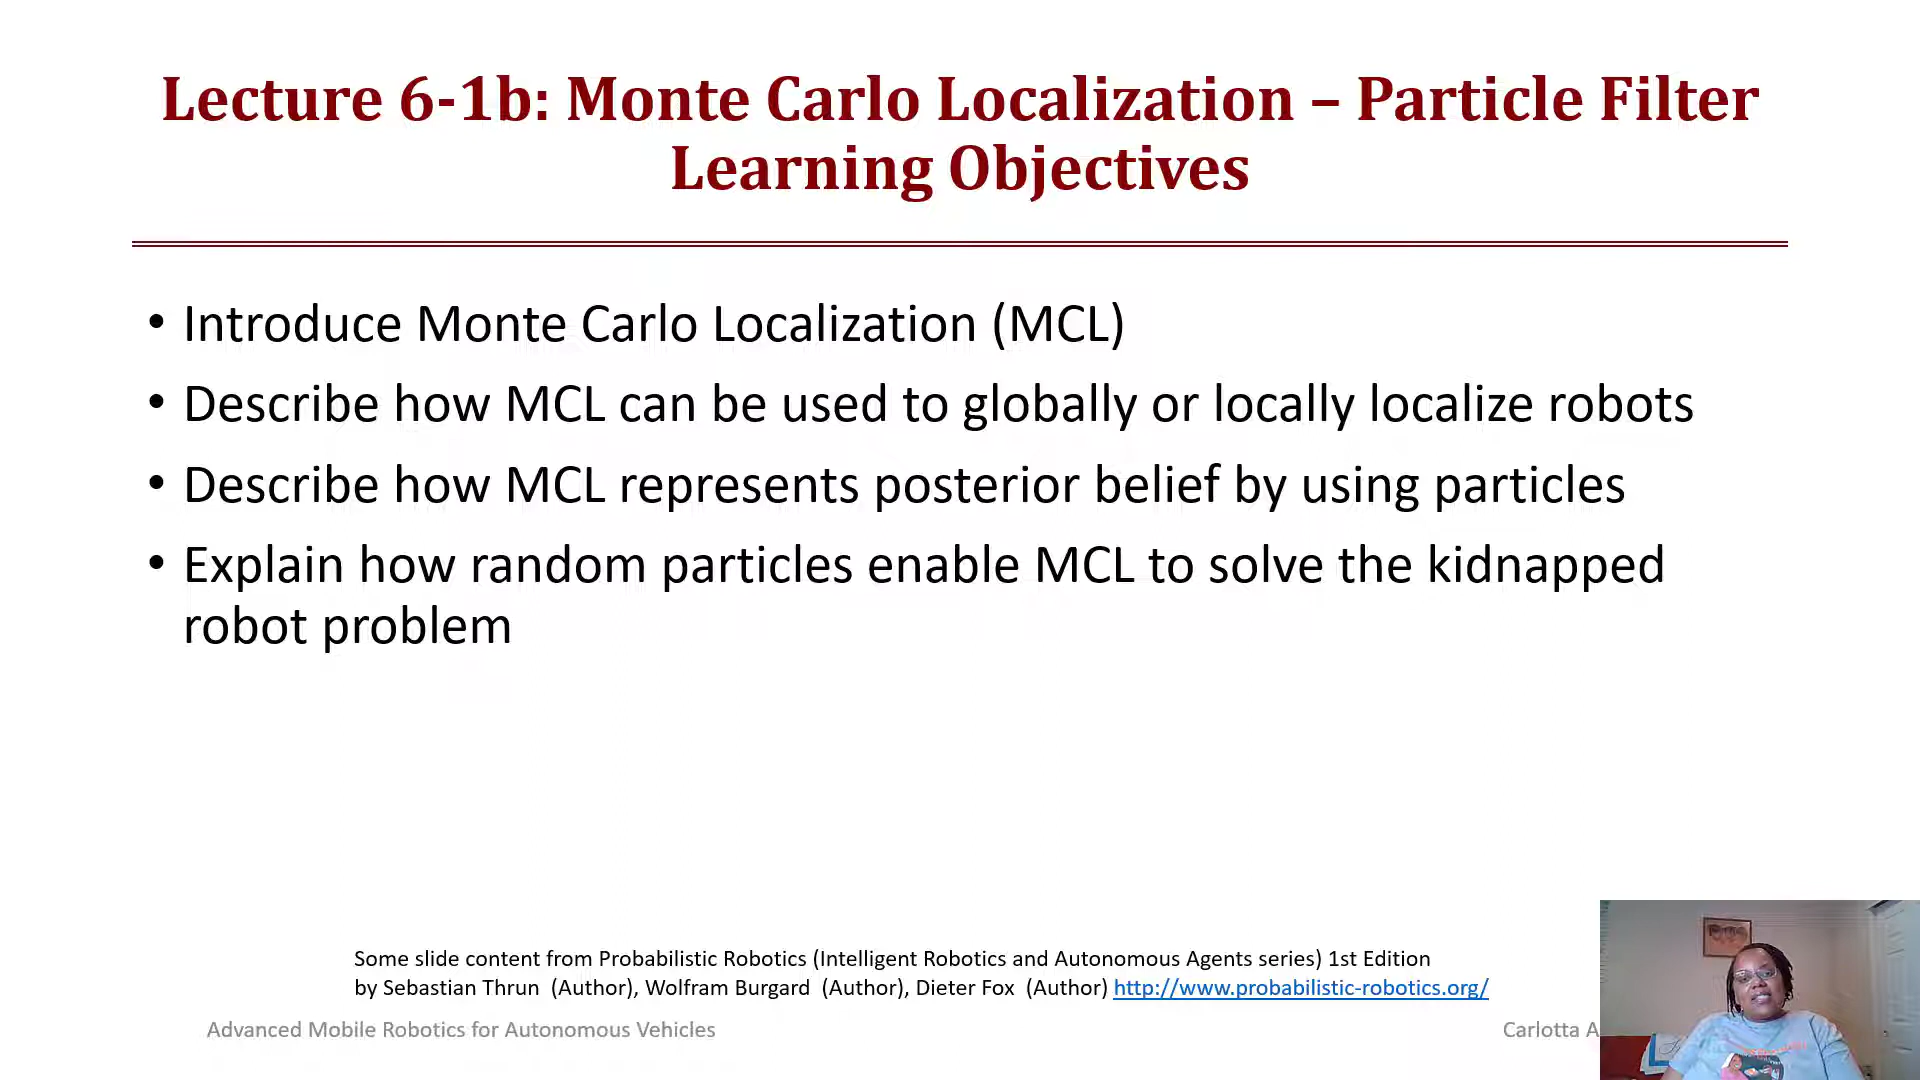 Lecture 6-1b: Monte Carlo Localization – Particle Filter
Learning Objectives
• Introduce Monte Carlo Localization (MCL)
• Describe how MCL can be used to globally or locally localize robots
• Describe how MCL represents posterior belief by using particles
• Explain how random particles enable MCL to solve the kidnapped
robot problem
Some slide content from Probabilistic Robotics (Intelligent Robotics and Autonomous Agents series) 1st Edition
by Sebastian Thrun (Author), Wolfram Burgard (Author), Dieter Fox (Author) http://www.probabilistic-robotics.org/
Advanced Mobile Robotics for Autonomous Vehicles
Carlotta A